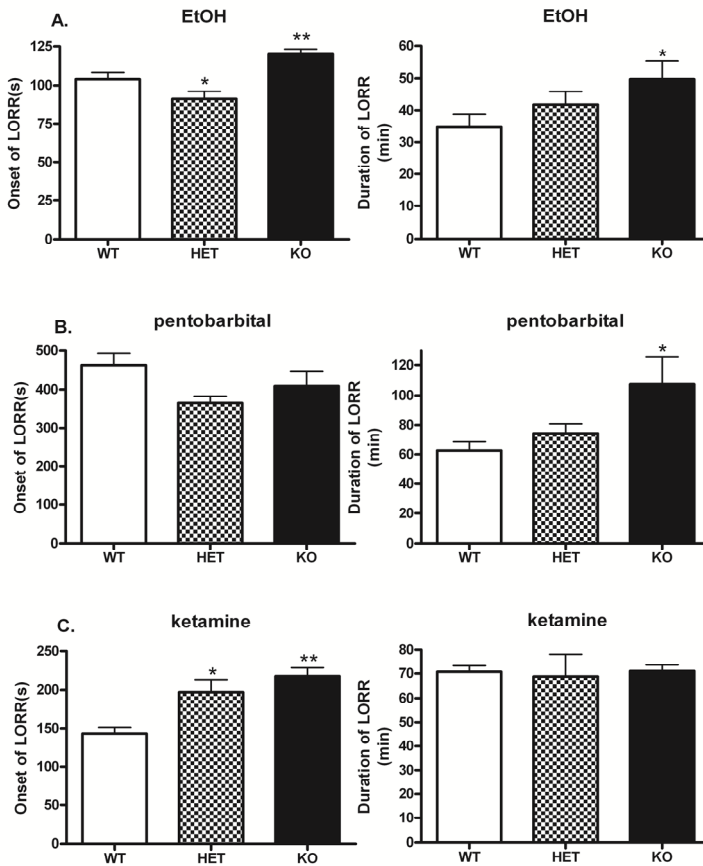 A.
EtOH
Onset of LORR(s)
125
100
75
50
25
0
*
**
WT HET KO
EtOH
Duration of LORR
(min)
60
50
40
30
20
10
0
*
WT HET KO
B.
pentobarbital
Onset of LORR(s)
500
400
300
200
100
0
WT HET KO
pentobarbital
Duration of LORR
(min)
120
100
80
60
40
20
0
*
WT HET KO
C.
ketamine
Onset of LORR(s)
250
200
150
100
50
0
*
**
WT HET KO
ketamine
Duration of LORR
(min)
80
70
60
50
40
30
20
10
0
WT HET KO